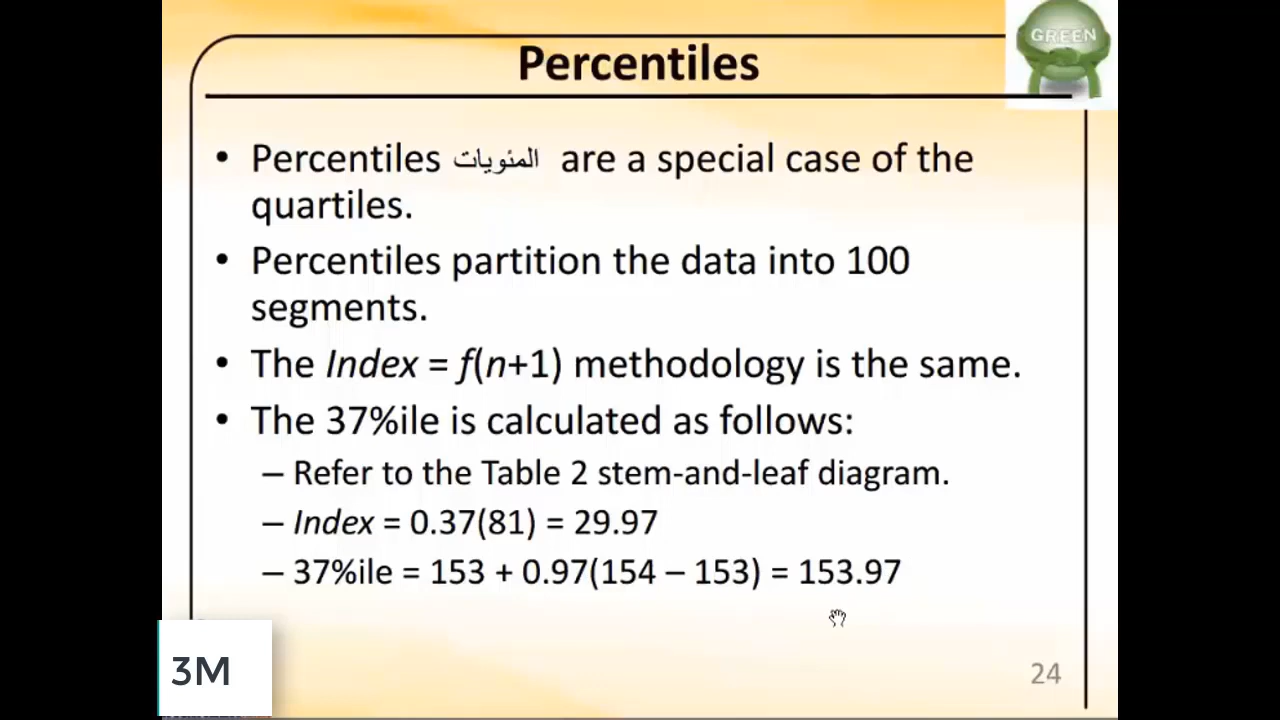 GREEN
Percentiles
• Percentiles المئويات are a special case of the
quartiles.
• Percentiles partition the data into 100
segments.
• The Index = f(n+1) methodology is the same.
• The 37%ile is calculated as follows:
– Refer to the Table 2 stem-and-leaf diagram.
– Index = 0.37(81) = 29.97
– 37%ile = 153 + 0.97(154 – 153) = 153.97
3M
24